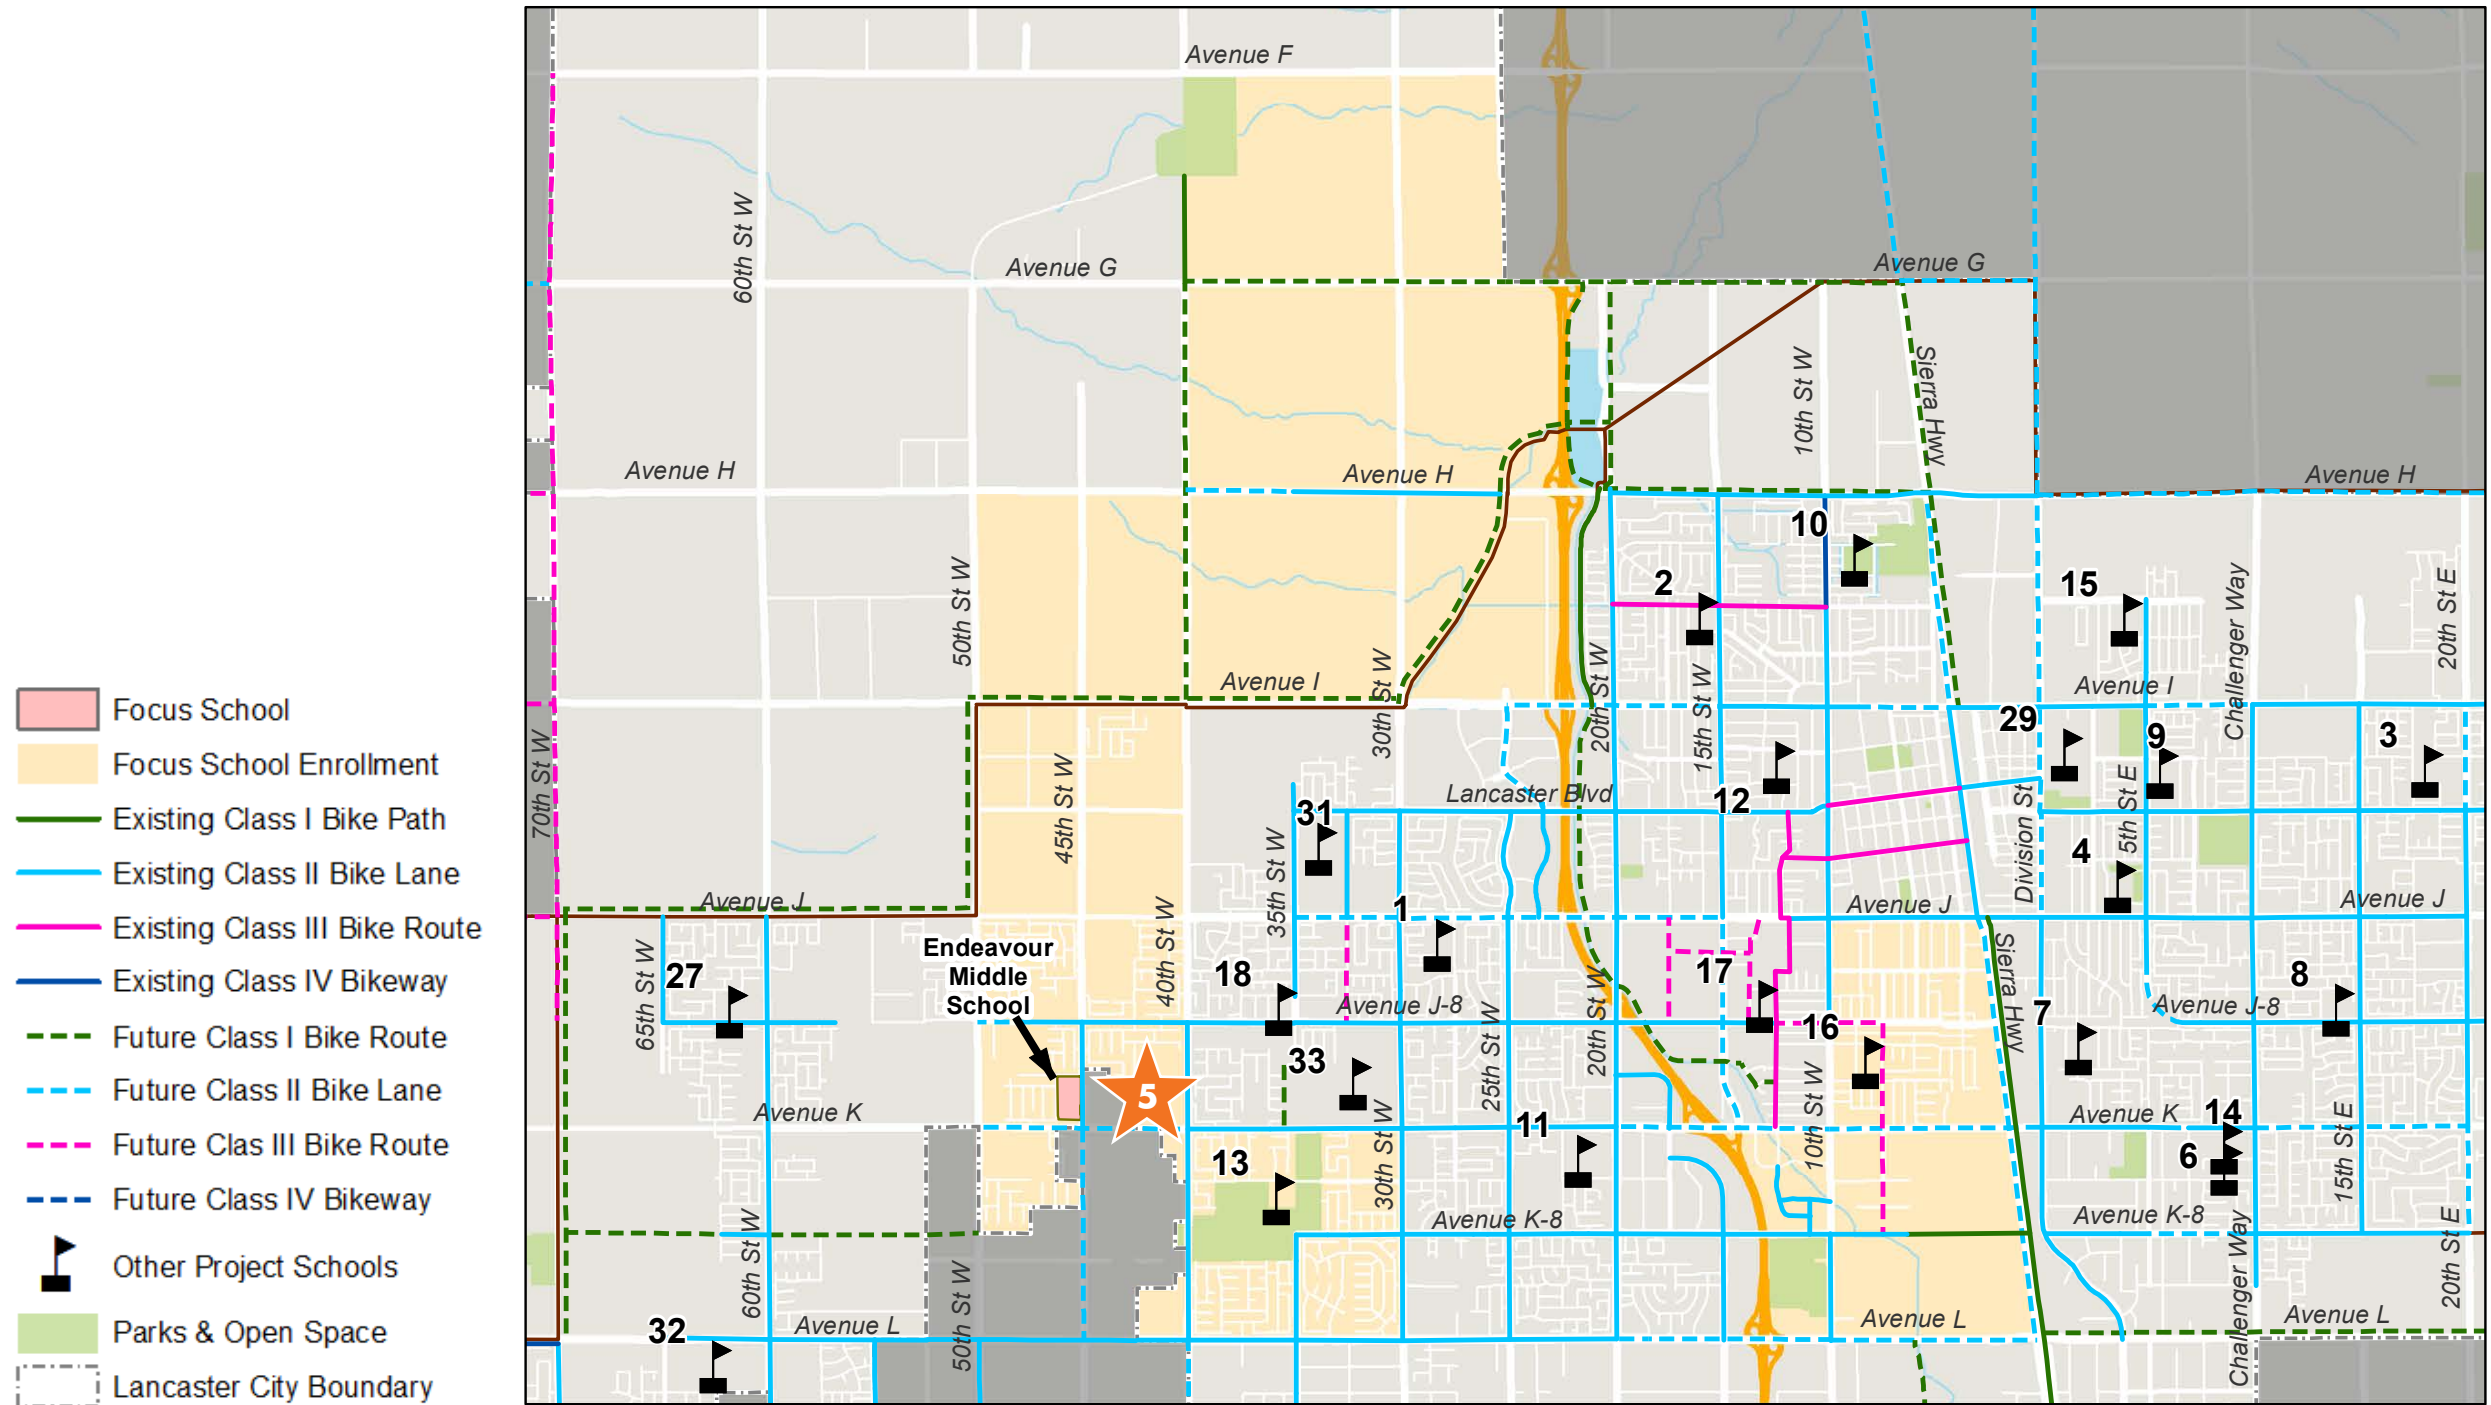 Focus School
Focus School Enrollment
Existing Class I Bike Path
Existing Class II Bike Lane
Existing Class III Bike Route
Existing Class IV Bikeway
Future Class I Bike Route
Future Class II Bike Lane
Future Clas III Bike Route
Future Class IV Bikeway
Other Project Schools
Parks & Open Space
Lancaster City Boundary
Avenue F
60th St W
Avenue G
Avenue G
10th St W
Sierra Hwy
Avenue H
Avenue H
Avenue H
10
2
15
50th St W
Challenger Way
20th St E
Avenue I
30th St W
20th St W
15th St W
Avenue I
29
9
3
70th St W
45th St W
Lancaster Blvd
12
31
35th St W
Division St
5th St E
4
Avenue J
40th St W
1
Avenue J
Avenue J
65th St W
27
Endeavour
Middle
School
18
17
Avenue J-8
25th St W
20th St W
16
Sierra Hwy
7
Avenue J-8
8
33
5
Avenue K
11
10th St W
Avenue K
14
15th St E
13
30th St W
6
Avenue K-8
Avenue K-8
60th St W
50th St W
Challenger Way
20th St E
32
Avenue L
Avenue L
Avenue L